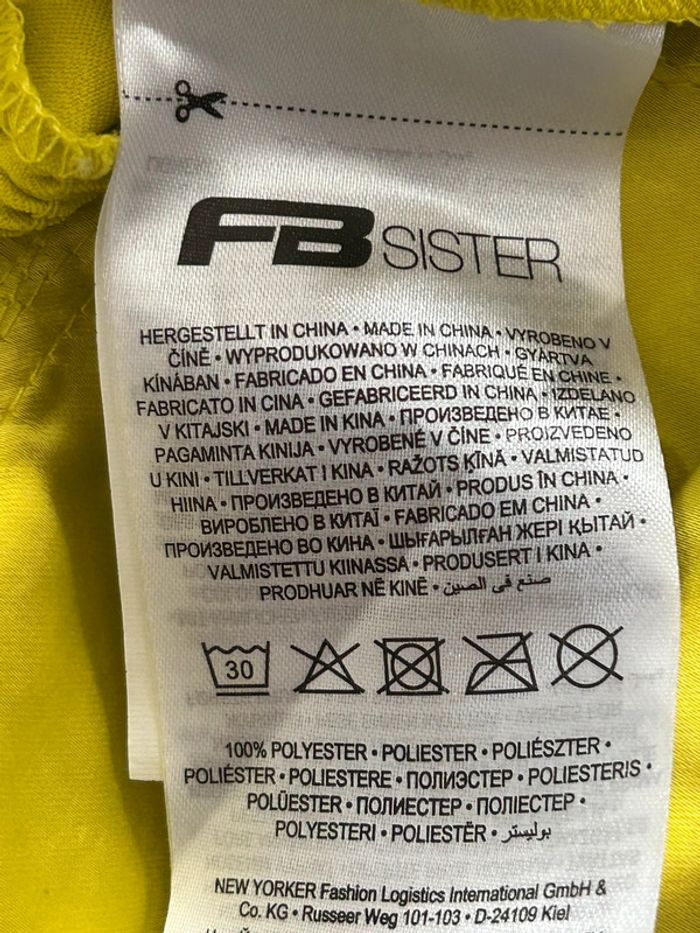 FB SISTER
HERGESTELLT IN CHINA • MADE IN CHINA • VYROBENO V
ČÍNĚ • WYPRODUKOWANO W CHINACH • GYÁRTVA
KÍNÁBAN • FABRICADO EN CHINA • FABRIQUÉ EN CHINE •
FABRICATO IN CINA • GEFABRICEERD IN CHINA • IZDELANO
V KITAJSKI • MADE IN KINA • ПРОИЗВЕДЕНО В КИТАЕ •
PAGAMINTA KINIJA • VYROBENÉ V ČÍNE • PROIZVEDENO
U KINI • TILLVERKAT I KINA • RAŽOTS ĶĪNĀ • VALMISTATUD
HIINA • ПРОИЗВЕДЕНО В КИТАЙ • PRODUS ÎN CHINA •
ВИРОБЛЕНО В КИТАЇ • FABRICADO EM CHINA •
ПРОИЗВЕДЕНО ВО КИНА • ШЫҒАРЫЛҒАН ЖЕРІ ҚЫТАЙ •
VALMISTETTU KIINASSA • PRODUSERT I KINA •
PRODHUAR NË KINË • صنع في الصين
30
100% POLYESTER • POLIESTER • POLIÉSZTER •
POLIÉSTER • POLIESTERE • ПОЛИЭСТЕР • POLIESTERIS •
POLÜESTER • ПОЛИЕСТЕР • ПОЛІЕСТЕР •
POLYESTERI • POLIESTËR • بوليستر
NEW YORKER Fashion Logistics International GmbH &
Co. KG • Russeer Weg 101-103 • D-24109 Kiel